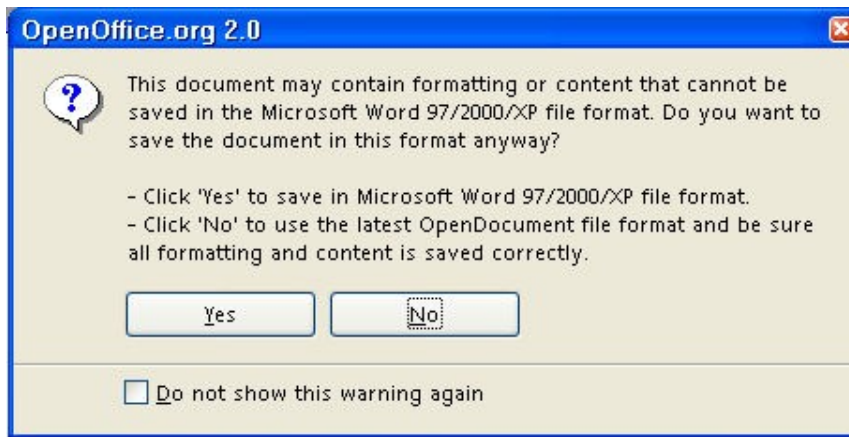 OpenOffice.org 2.0
This document may contain formatting or content that cannot be
saved in the Microsoft Word 97/2000/XP file format. Do you want to
save the document in this format anyway?
- Click 'Yes' to save in Microsoft Word 97/2000/XP file format.
- Click 'No' to use the latest OpenDocument file format and be sure
all formatting and content is saved correctly.
Yes
No
Do not show this warning again